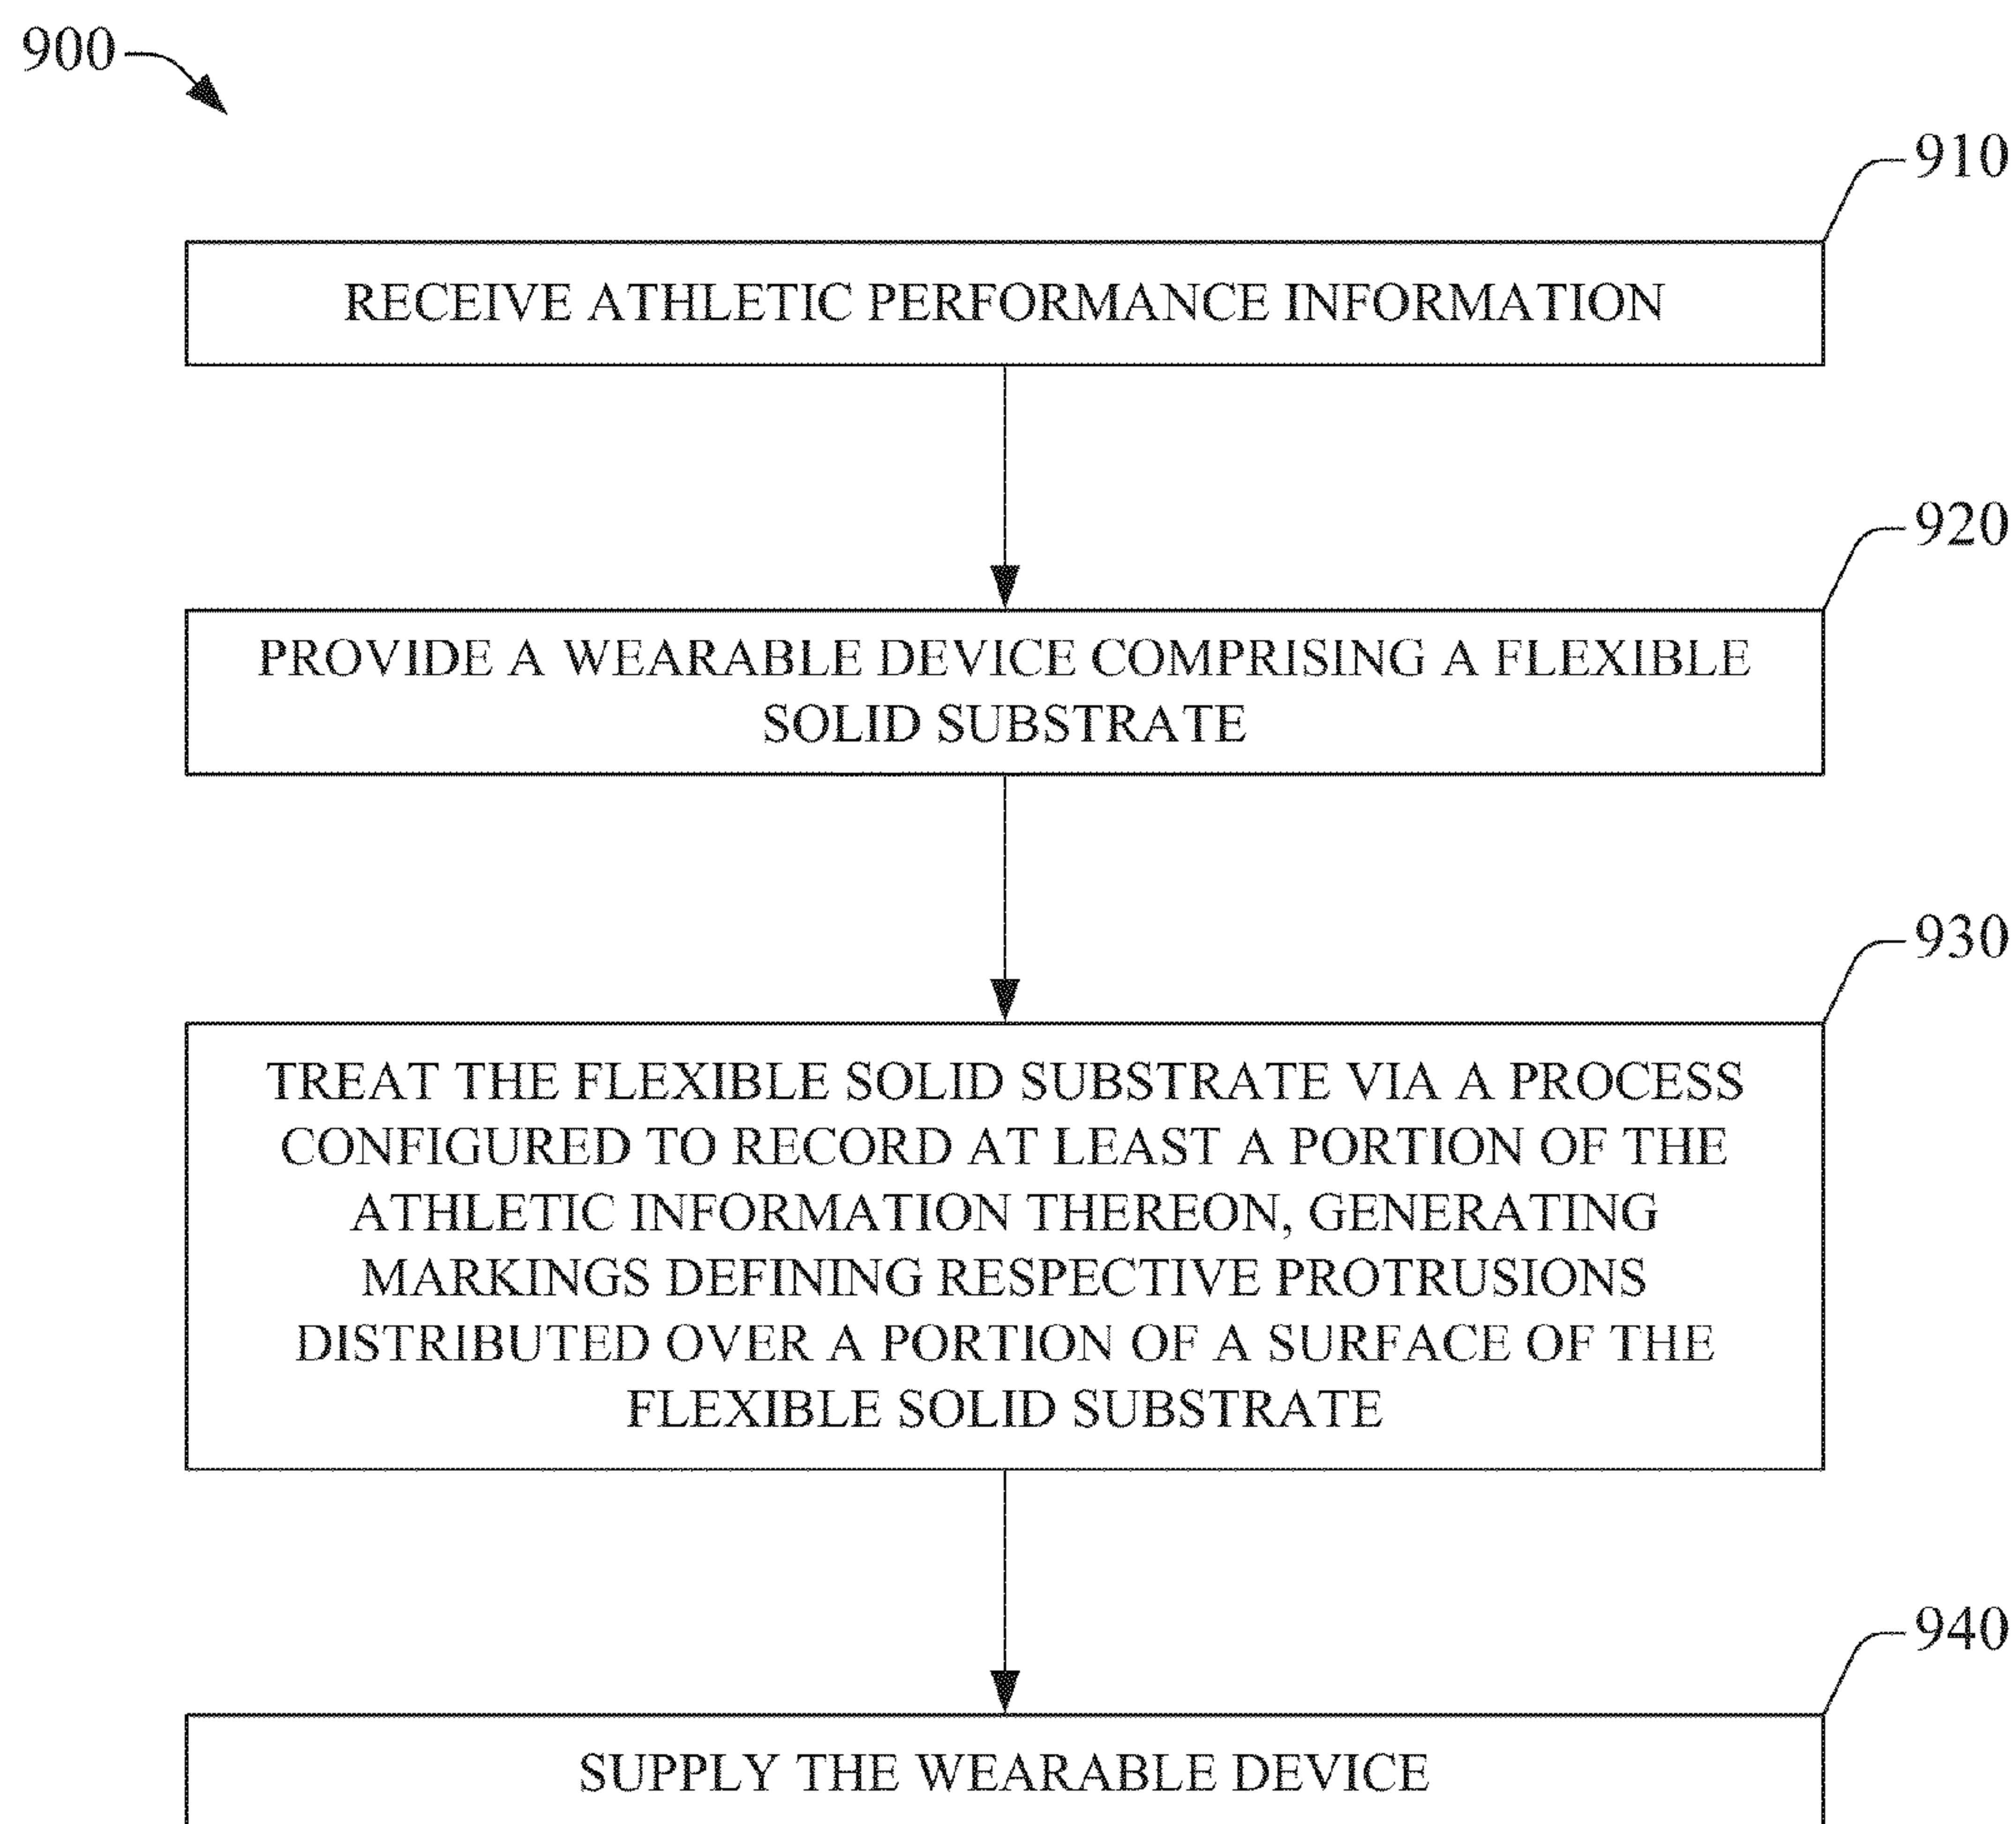 900
910
RECEIVE ATHLETIC PERFORMANCE INFORMATION
920
PROVIDE A WEARABLE DEVICE COMPRISING A FLEXIBLE
SOLID SUBSTRATE
930
TREAT THE FLEXIBLE SOLID SUBSTRATE VIA A PROCESS
CONFIGURED TO RECORD AT LEAST A PORTION OF THE
ATHLETIC INFORMATION THEREON, GENERATING
MARKINGS DEFINING RESPECTIVE PROTRUSIONS
DISTRIBUTED OVER A PORTION OF A SURFACE OF THE
FLEXIBLE SOLID SUBSTRATE
940
SUPPLY THE WEARABLE DEVICE